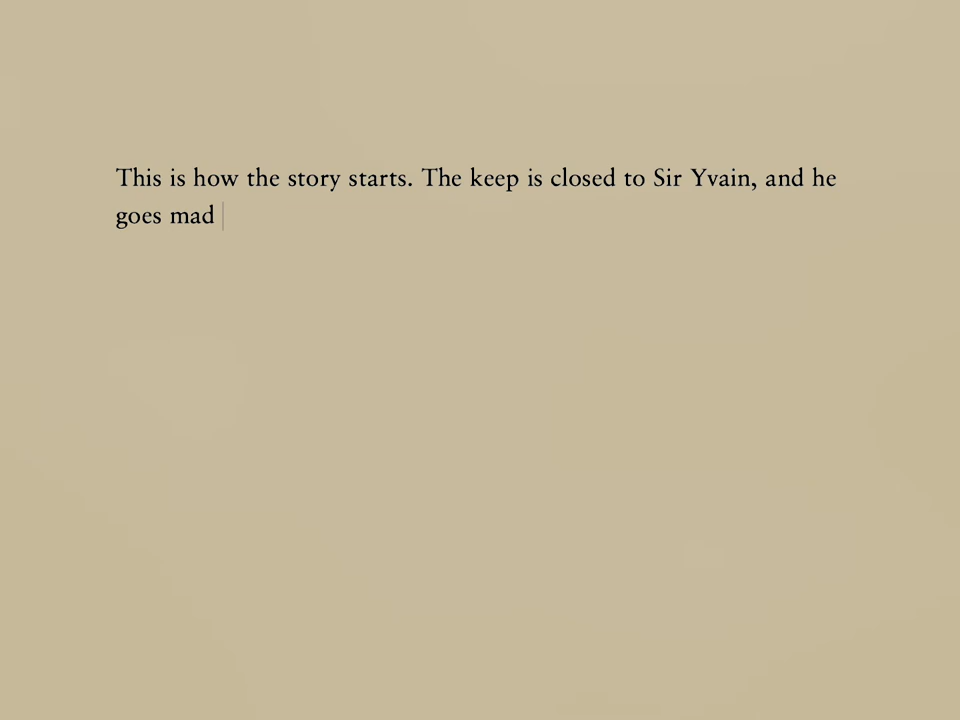 This is how the story starts. The keep is closed to Sir Yvain, and he
goes mad